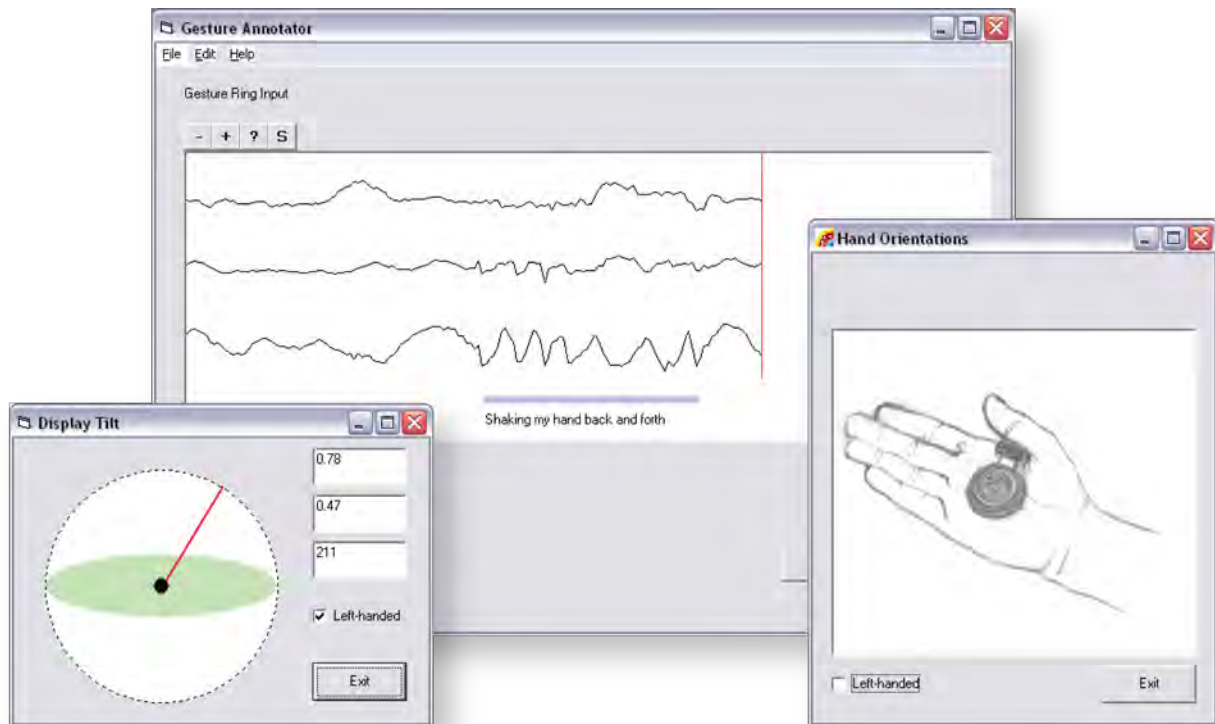 Gesture Annotator
File Edit Help
Gesture Ring Input
- + ? S
Shaking my hand back and forth
Hand Orientations
Left-handed
Exit
Display Tilt
0.78
0.47
211
Left-handed
Exit